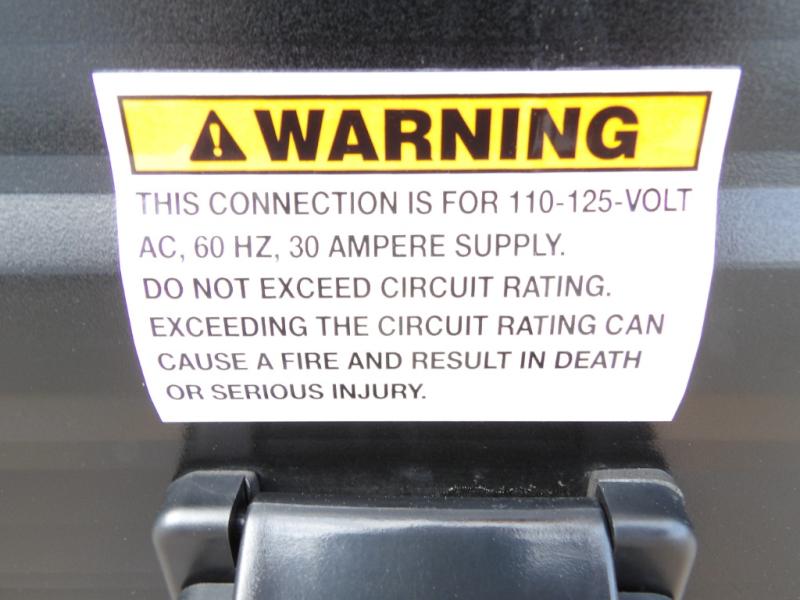 WARNING
THIS CONNECTION IS FOR 110-125-VOLT
AC, 60 HZ, 30 AMPERE SUPPLY.
DO NOT EXCEED CIRCUIT RATING.
EXCEEDING THE CIRCUIT RATING CAN
CAUSE A FIRE AND RESULT IN DEATH
OR SERIOUS INJURY.